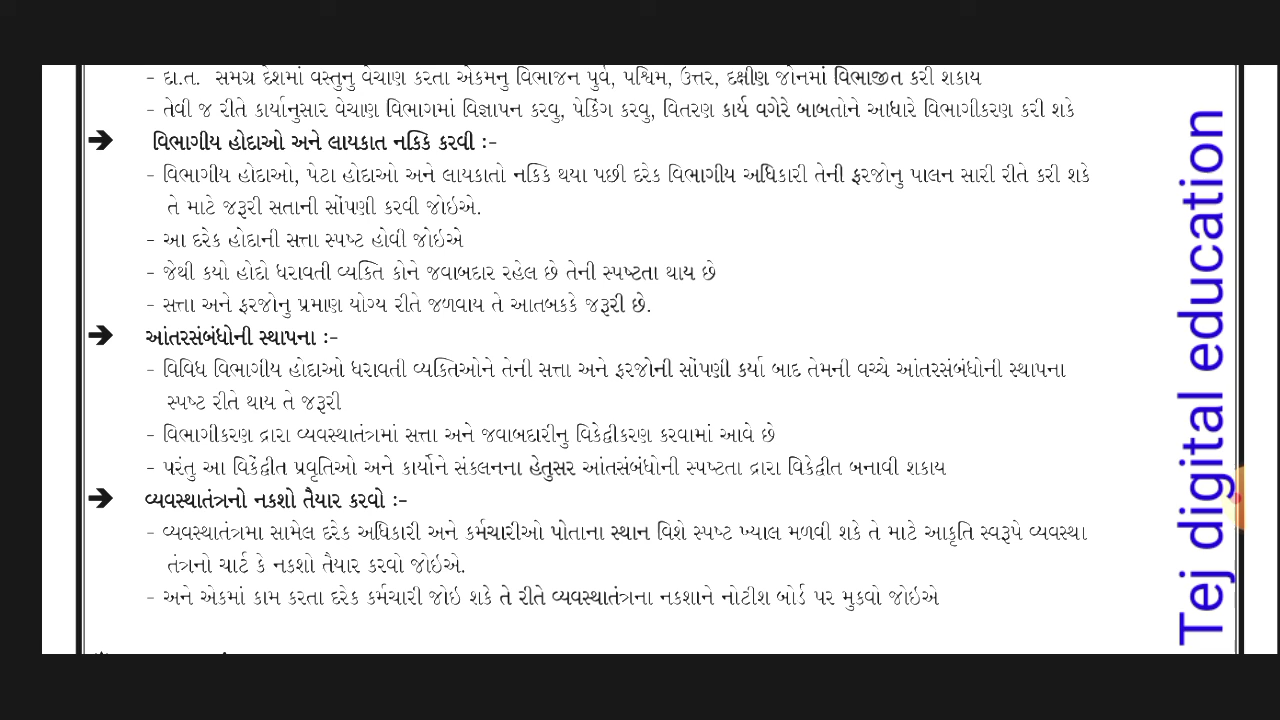 - દા.ત. સમગ્ર દેશમાં વસ્તુનુ વેચાણ કરતા એકમનુ વિભાજન પુર્વ, પશ્ચિમ, ઉત્તર, દક્ષીણ જોનમાં વિભાજીત કરી શકાય
- તેવી જ રીતે કાર્યાનુસાર વેચાણ વિભાગમાં વિજ્ઞાપન કરવુ, પેકિંગ કરવુ, વિતરણ કાર્ય વગેરે બાબતોને આધારે વિભાગીકરણ કરી શકે
➔ વિભાગીય હોદાઓ અને લાયકાત નકિક કરવી :-
- વિભાગીય હોદાઓ, પેટા હોદાઓ અને લાયકાતો નકિક થયા પછી દરેક વિભાગીય અધિકારી તેની ફરજોનુ પાલન સારી રીતે કરી શકે
તે માટે જરૂરી સતાની સોંપણી કરવી જોઇએ.
- આ દરેક હોદાની સત્તા સ્પષ્ટ હોવી જોઇએ
- જેથી કયો હોદો ધરાવતી વ્યકિત કોને જવાબદાર રહેલ છે તેની સ્પષ્ટતા થાય છે
- સત્તા અને ફરજોનુ પ્રમાણ યોગ્ય રીતે જળવાય તે આતબકકે જરૂરી છે.
➔ આંતરસંબંધોની સ્થાપના :-
- વિવિધ વિભાગીય હોદાઓ ધરાવતી વ્યકિતઓને તેની સત્તા અને ફરજોની સોંપણી કર્યા બાદ તેમની વચ્ચે આંતરસંબંધોની સ્થાપના
સ્પષ્ટ રીતે થાય તે જરૂરી
- વિભાગીકરણ દ્રારા વ્યવસ્થાતંત્રમાં સત્તા અને જવાબદારીનુ વિકેદ્રીકરણ કરવામાં આવે છે
- પરંતુ આ વિકેંદ્રીત પ્રવૃતિઓ અને કાર્યોને સંકલનના હેતુસર આંતસંબંધોની સ્પષ્ટતા દ્રારા વિકેદ્રીત બનાવી શકાય
➔ વ્યવસ્થાતંત્રનો નકશો તૈયાર કરવો :-
- વ્યવસ્થાતંત્રમા સામેલ દરેક અધિકારી અને કર્મચારીઓ પોતાના સ્થાન વિશે સ્પષ્ટ ખ્યાલ મળવી શકે તે માટે આકૃતિ સ્વરૂપે વ્યવસ્થા
તંત્રનો ચાર્ટ કે નકશો તૈયાર કરવો જોઇએ.
- અને એકમાં કામ કરતા દરેક કર્મચારી જોઇ શકે તે રીતે વ્યવસ્થાતંત્રના નકશાને નોટીશ બોર્ડ પર મુકવો જોઇએ
Tej digital education